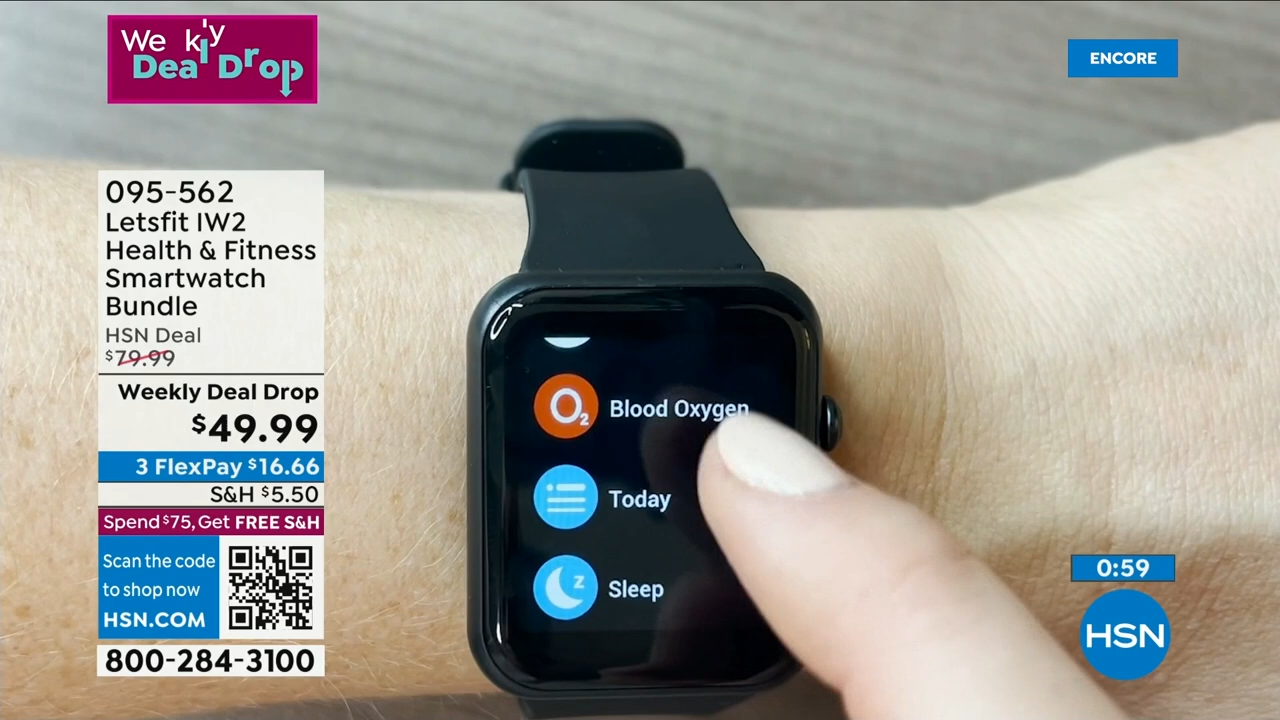 Weekly
Deal Drop
ENCORE
095-562
Letsfit IW2
Health & Fitness
Smartwatch
Bundle
HSN Deal
$79.99
Weekly Deal Drop
$49.99
3 FlexPay $16.66
S&H $5.50
Spend $75, Get FREE S&H
Scan the code
to shop now
HSN.COM
800-284-3100
O2 Blood Oxygen
Today
z Sleep
0:59
HSN